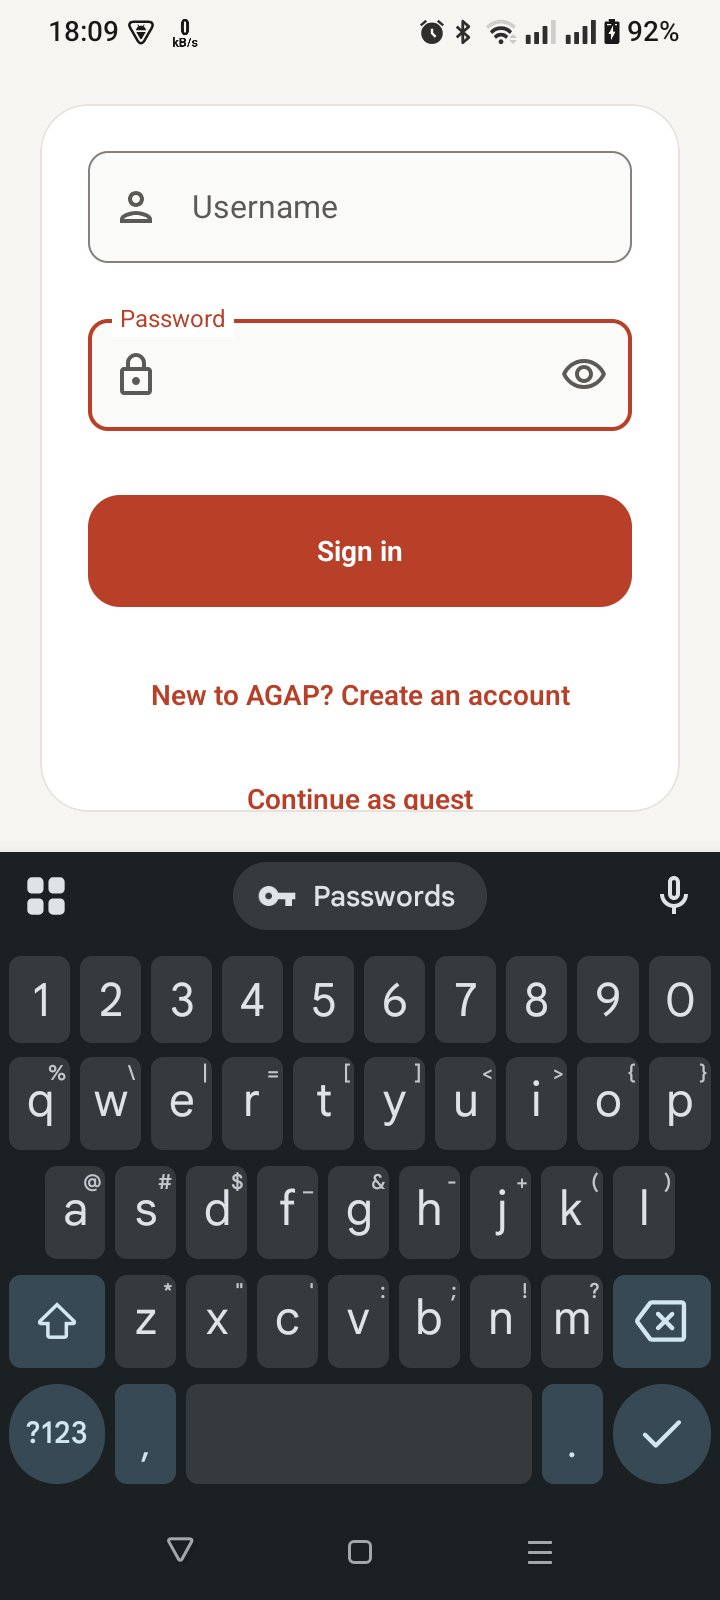 18:09 0 kB/s 92%
Username
Password
Sign in
New to AGAP? Create an account
Continue as guest
Passwords
1 2 3 4 5 6 7 8 9 0
% \ | = [ ] < > { }
q w e r t y u i o p
@ # $ _ & - + ( )
a s d f g h j k l
* " ' : ; ! ?
z x c v b n m
?123 , .